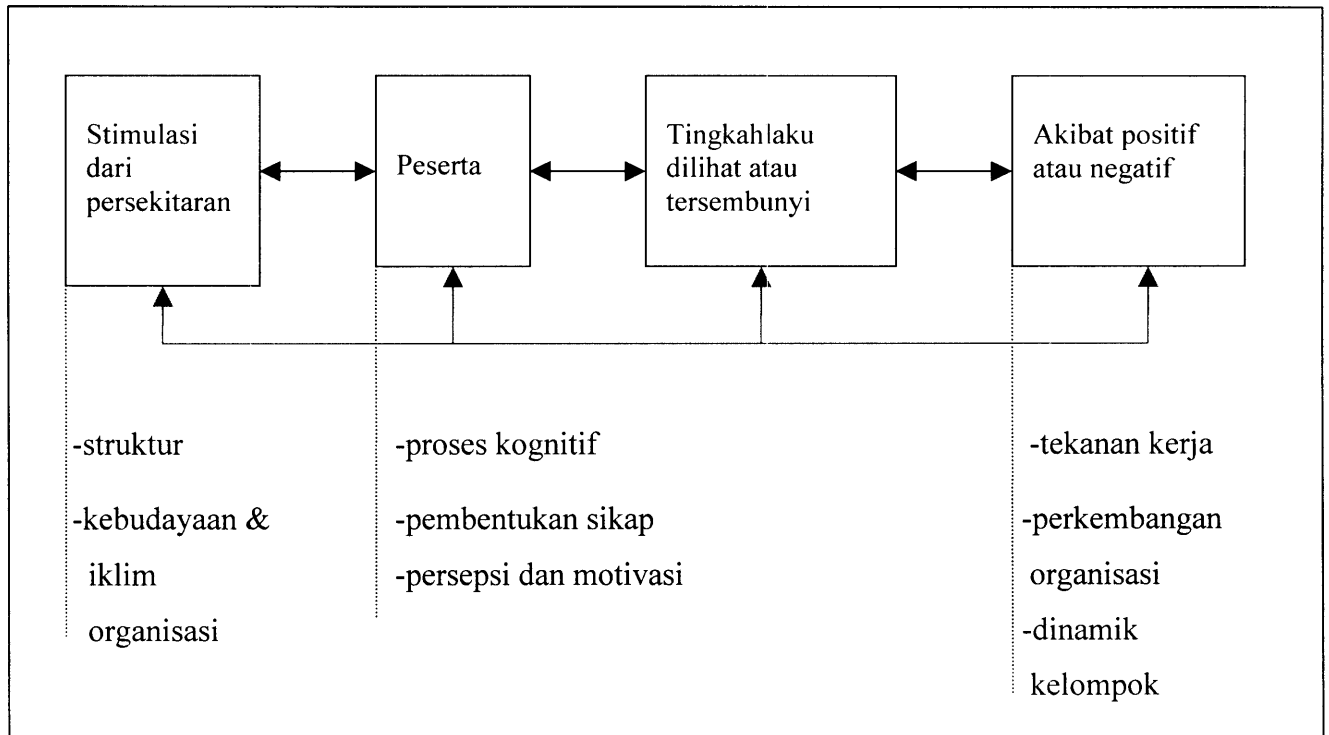 Stimulasi
dari
persekitaran
Peserta
Tingkahlaku
dilihat atau
tersembunyi
Akibat positif
atau negatif
-struktur
-kebudayaan &
iklim
organisasi
-proses kognitif
-pembentukan sikap
-persepsi dan motivasi
-tekanan kerja
-perkembangan
organisasi
-dinamik
kelompok